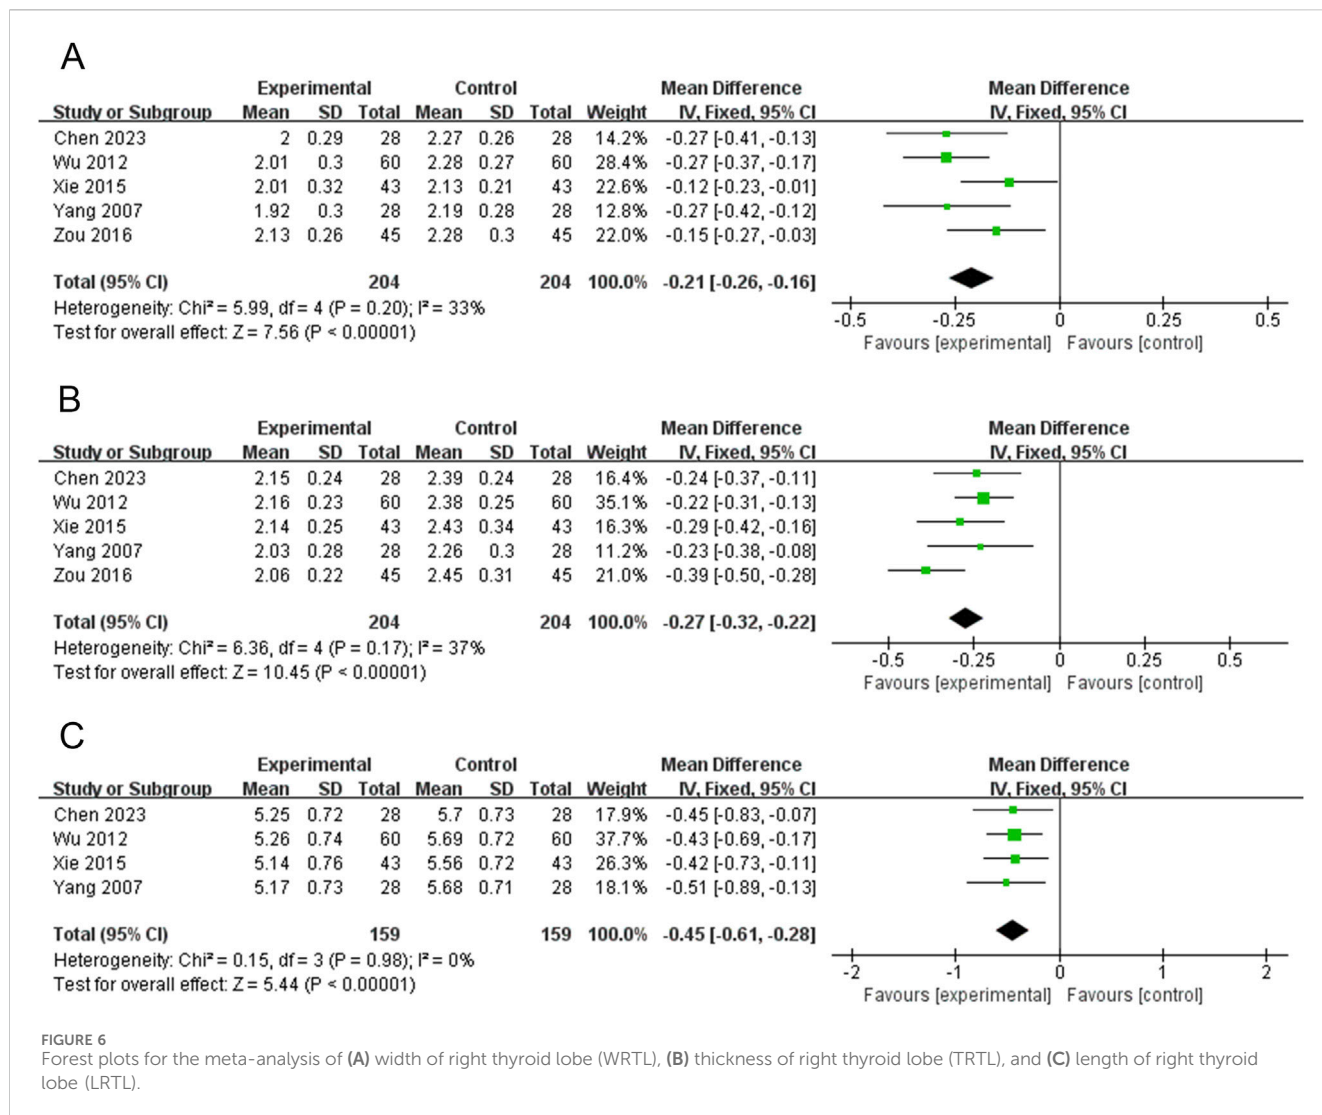 A
Experimental Control Mean Difference Mean Difference
Study or Subgroup Mean SD Total Mean SD Total Weight IV, Fixed, 95% CI IV, Fixed, 95% CI
Chen 2023 2 0.29 28 2.27 0.26 28 14.2% -0.27 [-0.41, -0.13]
Wu 2012 2.01 0.3 60 2.28 0.27 60 28.4% -0.27 [-0.37, -0.17]
Xie 2015 2.01 0.32 43 2.13 0.21 43 22.6% -0.12 [-0.23, -0.01]
Yang 2007 1.92 0.3 28 2.19 0.28 28 12.8% -0.27 [-0.42, -0.12]
Zou 2016 2.13 0.26 45 2.28 0.3 45 22.0% -0.15 [-0.27, -0.03]
Total (95% CI) 204 204 100.0% -0.21 [-0.26, -0.16]
Heterogeneity: Chi² = 5.99, df = 4 (P = 0.20); I² = 33%
Test for overall effect: Z = 7.56 (P < 0.00001)
-0.5 -0.25 0 0.25 0.5
Favours [experimental] Favours [control]
B
Experimental Control Mean Difference Mean Difference
Study or Subgroup Mean SD Total Mean SD Total Weight IV, Fixed, 95% CI IV, Fixed, 95% CI
Chen 2023 2.15 0.24 28 2.39 0.24 28 16.4% -0.24 [-0.37, -0.11]
Wu 2012 2.16 0.23 60 2.38 0.25 60 35.1% -0.22 [-0.31, -0.13]
Xie 2015 2.14 0.25 43 2.43 0.34 43 16.3% -0.29 [-0.42, -0.16]
Yang 2007 2.03 0.28 28 2.26 0.3 28 11.2% -0.23 [-0.38, -0.08]
Zou 2016 2.06 0.22 45 2.45 0.31 45 21.0% -0.39 [-0.50, -0.28]
Total (95% CI) 204 204 100.0% -0.27 [-0.32, -0.22]
Heterogeneity: Chi² = 6.36, df = 4 (P = 0.17); I² = 37%
Test for overall effect: Z = 10.45 (P < 0.00001)
-0.5 -0.25 0 0.25 0.5
Favours [experimental] Favours [control]
C
Experimental Control Mean Difference Mean Difference
Study or Subgroup Mean SD Total Mean SD Total Weight IV, Fixed, 95% CI IV, Fixed, 95% CI
Chen 2023 5.25 0.72 28 5.7 0.73 28 17.9% -0.45 [-0.83, -0.07]
Wu 2012 5.26 0.74 60 5.69 0.72 60 37.7% -0.43 [-0.69, -0.17]
Xie 2015 5.14 0.76 43 5.56 0.72 43 26.3% -0.42 [-0.73, -0.11]
Yang 2007 5.17 0.73 28 5.68 0.71 28 18.1% -0.51 [-0.89, -0.13]
Total (95% CI) 159 159 100.0% -0.45 [-0.61, -0.28]
Heterogeneity: Chi² = 0.15, df = 3 (P = 0.98); I² = 0%
Test for overall effect: Z = 5.44 (P < 0.00001)
-2 -1 0 1 2
Favours [experimental] Favours [control]
FIGURE 6
Forest plots for the meta-analysis of (A) width of right thyroid lobe (WRTL), (B) thickness of right thyroid lobe (TRTL), and (C) length of right thyroid
lobe (LRTL).